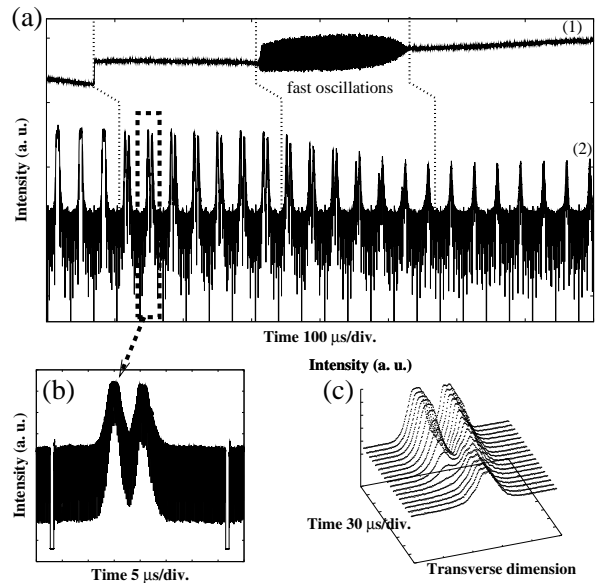 (a)
(1)
fast oscillations
(2)
Intensity (a. u.)
Time 100 μs/div.
(b)
Intensity (a. u.)
Time 5 μs/div.
Intensity (a. u.)
(c)
Time 30 μs/div.
Transverse dimension